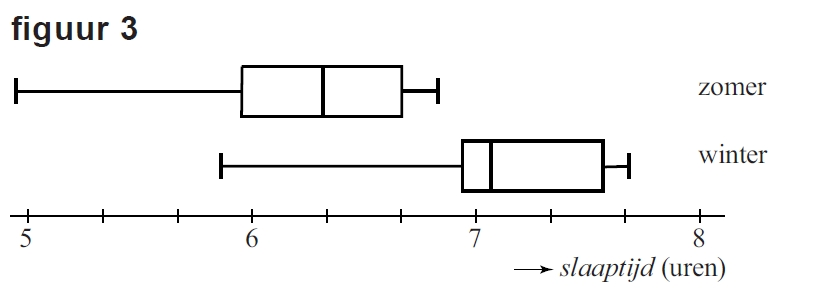 figuur 3
zomer
winter
5 6 7 8
slaaptijd (uren)